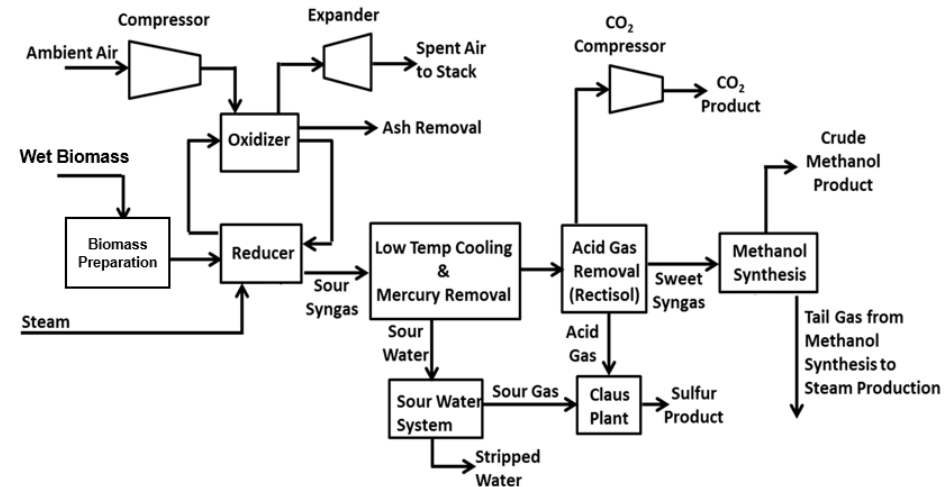 Compressor
Expander
CO2
Compressor
Ambient Air
Spent Air
to Stack
CO2
Product
Oxidizer
Ash Removal
Wet Biomass
Crude
Methanol
Product
Biomass
Preparation
Reducer
Low Temp Cooling
&
Mercury Removal
Acid Gas
Removal
(Rectisol)
Methanol
Synthesis
Sour
Syngas
Sweet
Syngas
Steam
Sour
Water
Acid
Gas
Tail Gas from
Methanol
Synthesis to
Steam Production
Sour Water
System
Sour Gas
Claus
Plant
Sulfur
Product
Stripped
Water